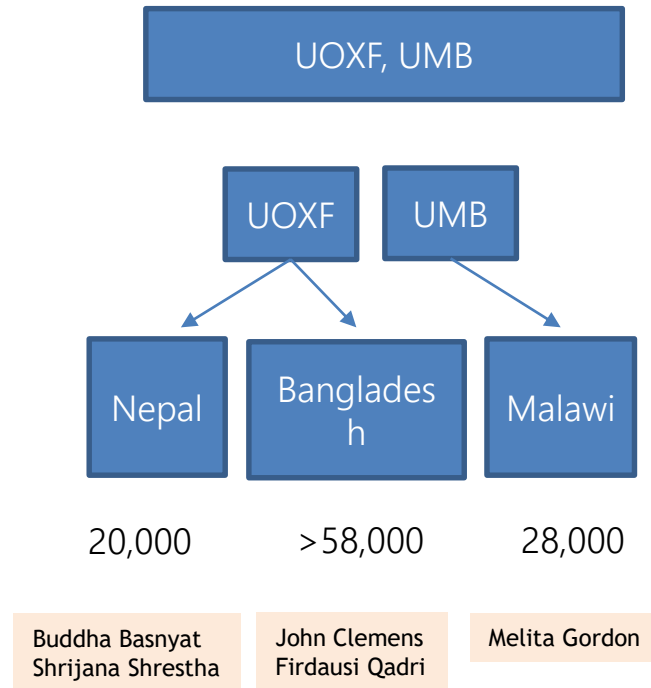 UOXF, UMB
UOXF
UMB
Nepal
Banglades
h
Malawi
20,000
>58,000
28,000
Buddha Basnyat
Shrijana Shrestha
John Clemens
Firdausi Qadri
Melita Gordon